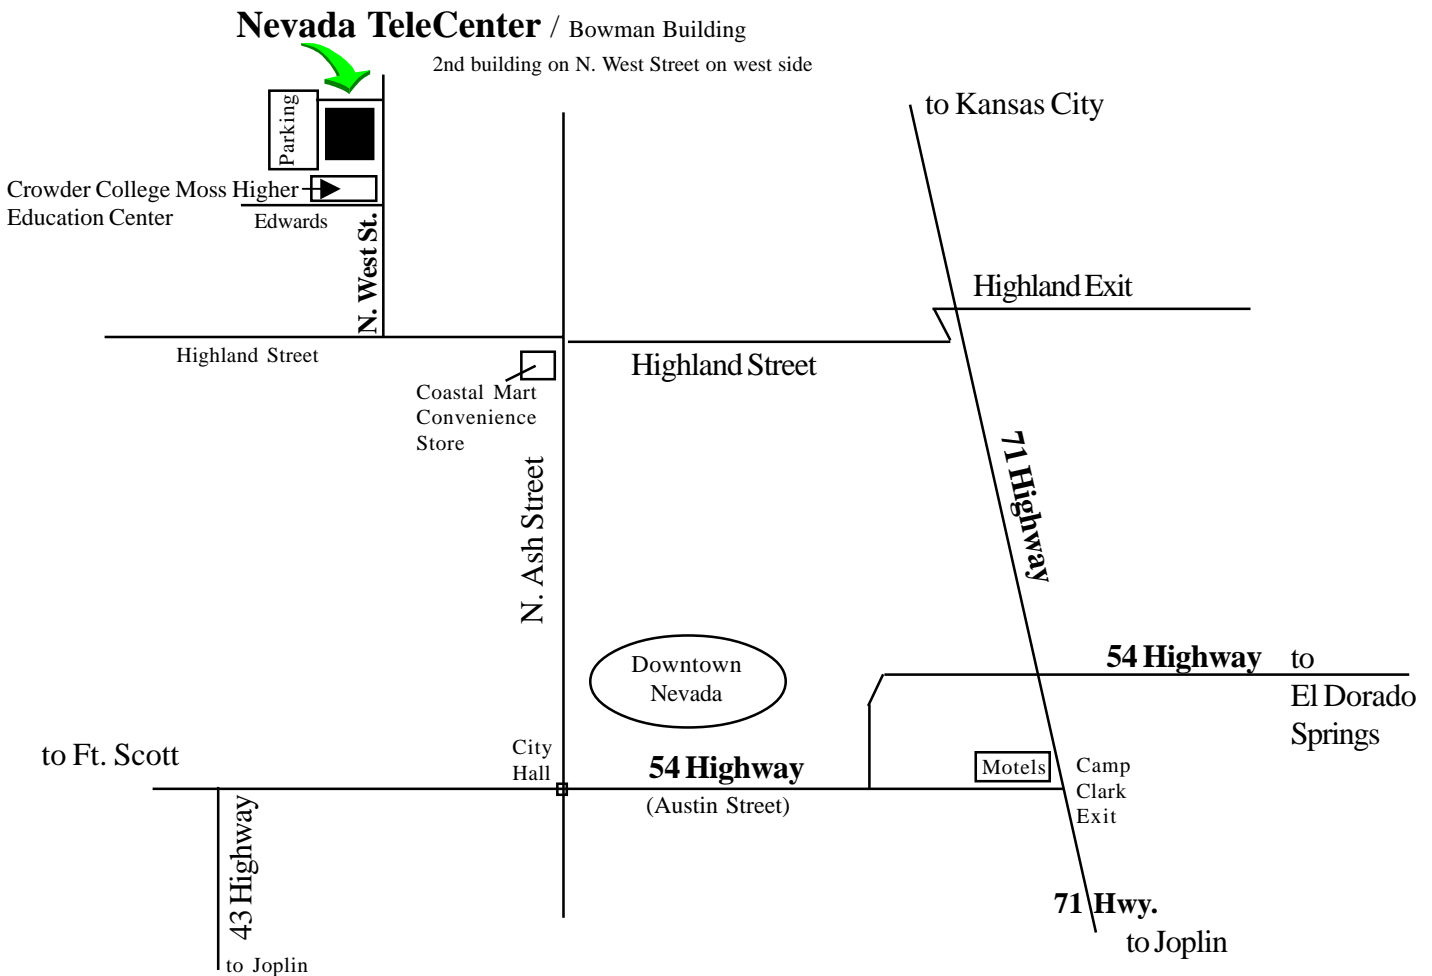 Nevada TeleCenter / Bowman Building
2nd building on N. West Street on west side
to Kansas City
Parking
Crowder College Moss Higher
Education Center
Edwards
N. West St.
Highland Exit
Highland Street
Highland Street
Coastal Mart
Convenience
Store
N. Ash Street
71 Highway
Downtown
Nevada
54 Highway to
El Dorado
Springs
to Ft. Scott
City
Hall
54 Highway
(Austin Street)
Motels
Camp
Clark
Exit
43 Highway
to Joplin
71 Hwy.
to Joplin